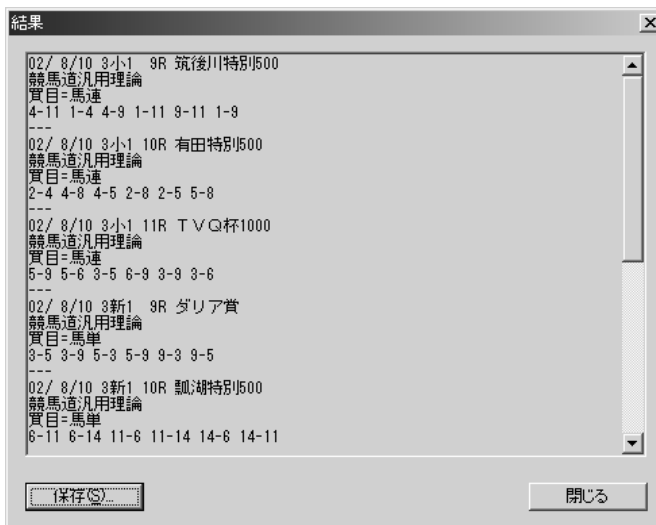 結果
02/ 8/10 3小1  9R 筑後川特別500
競馬道汎用理論
買目=馬連
4-11 1-4 4-9 1-11 9-11 1-9
---
02/ 8/10 3小1 10R 有田特別500
競馬道汎用理論
買目=馬連
2-4 4-8 4-5 2-8 2-5 5-8
---
02/ 8/10 3小1 11R ＴＶＱ杯1000
競馬道汎用理論
買目=馬連
5-9 5-6 3-5 6-9 3-9 3-6
---
02/ 8/10 3新1  9R ダリア賞
競馬道汎用理論
買目=馬単
3-5 3-9 5-3 5-9 9-3 9-5
---
02/ 8/10 3新1 10R 瓢湖特別500
競馬道汎用理論
買目=馬単
6-11 6-14 11-6 11-14 14-6 14-11
保存(S)...
閉じる